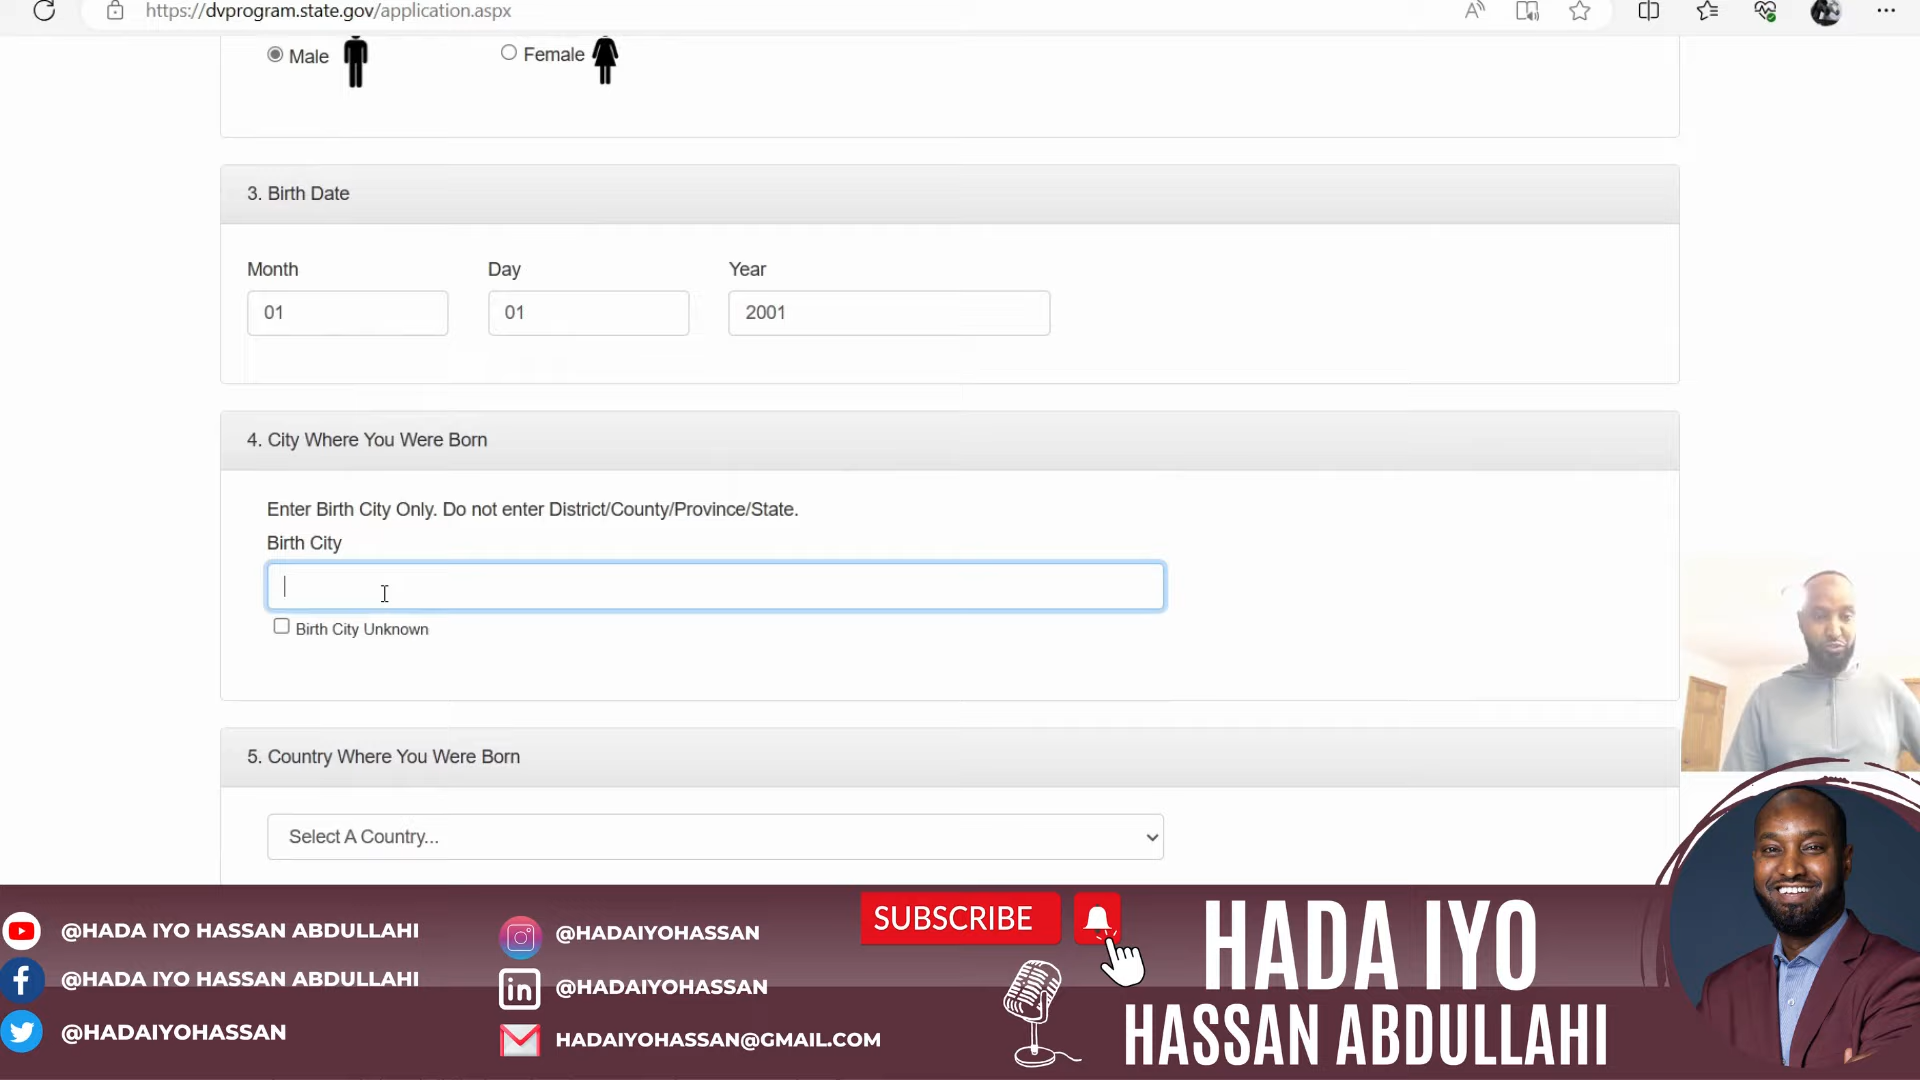 https://dvprogram.state.gov/application.aspx
Male
Female
3. Birth Date
Month
Day
Year
01
01
2001
4. City Where You Were Born
Enter Birth City Only. Do not enter District/County/Province/State.
Birth City
Birth City Unknown
5. Country Where You Were Born
Select A Country...
@HADA IYO HASSAN ABDULLAHI
@HADA IYO HASSAN ABDULLAHI
@HADAIYOHASSAN
@HADAIYOHASSAN
@HADAIYOHASSAN
HADAIYOHASSAN@GMAIL.COM
SUBSCRIBE
HADA IYO
HASSAN ABDULLAHI